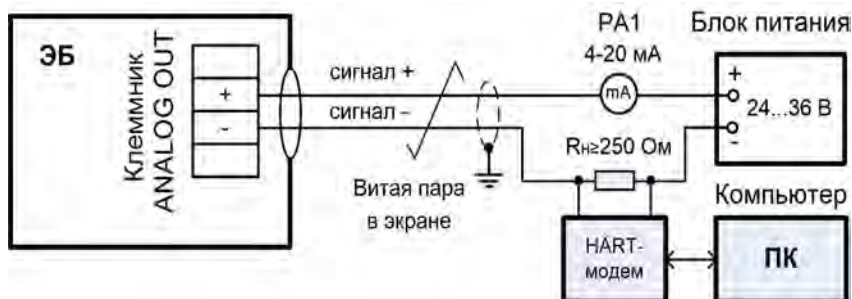 ЭБ
Клеммник
ANALOG OUT
+
-
сигнал +
сигнал –
Витая пара
в экране
PA1
4-20 мА
mA
Rн≥250 Ом
Блок питания
+
24...36 В
-
HART-
модем
Компьютер
ПК